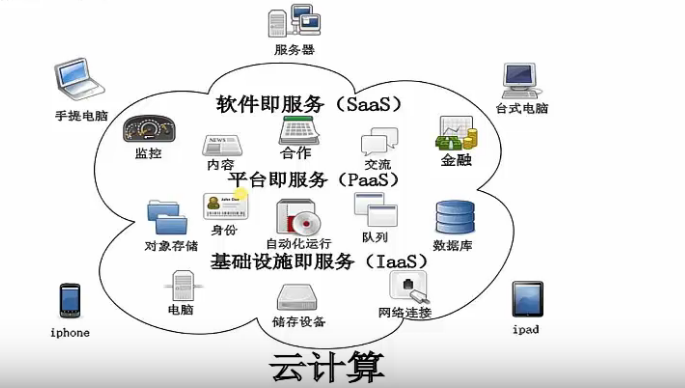 服务器
手提电脑
台式电脑
软件即服务（SaaS）
监控
NEWS
内容
合作
交流
金融
平台即服务（PaaS）
对象存储
身份
自动化运行
队列
数据库
基础设施即服务（IaaS）
电脑
储存设备
网络连接
iphone
ipad
云计算